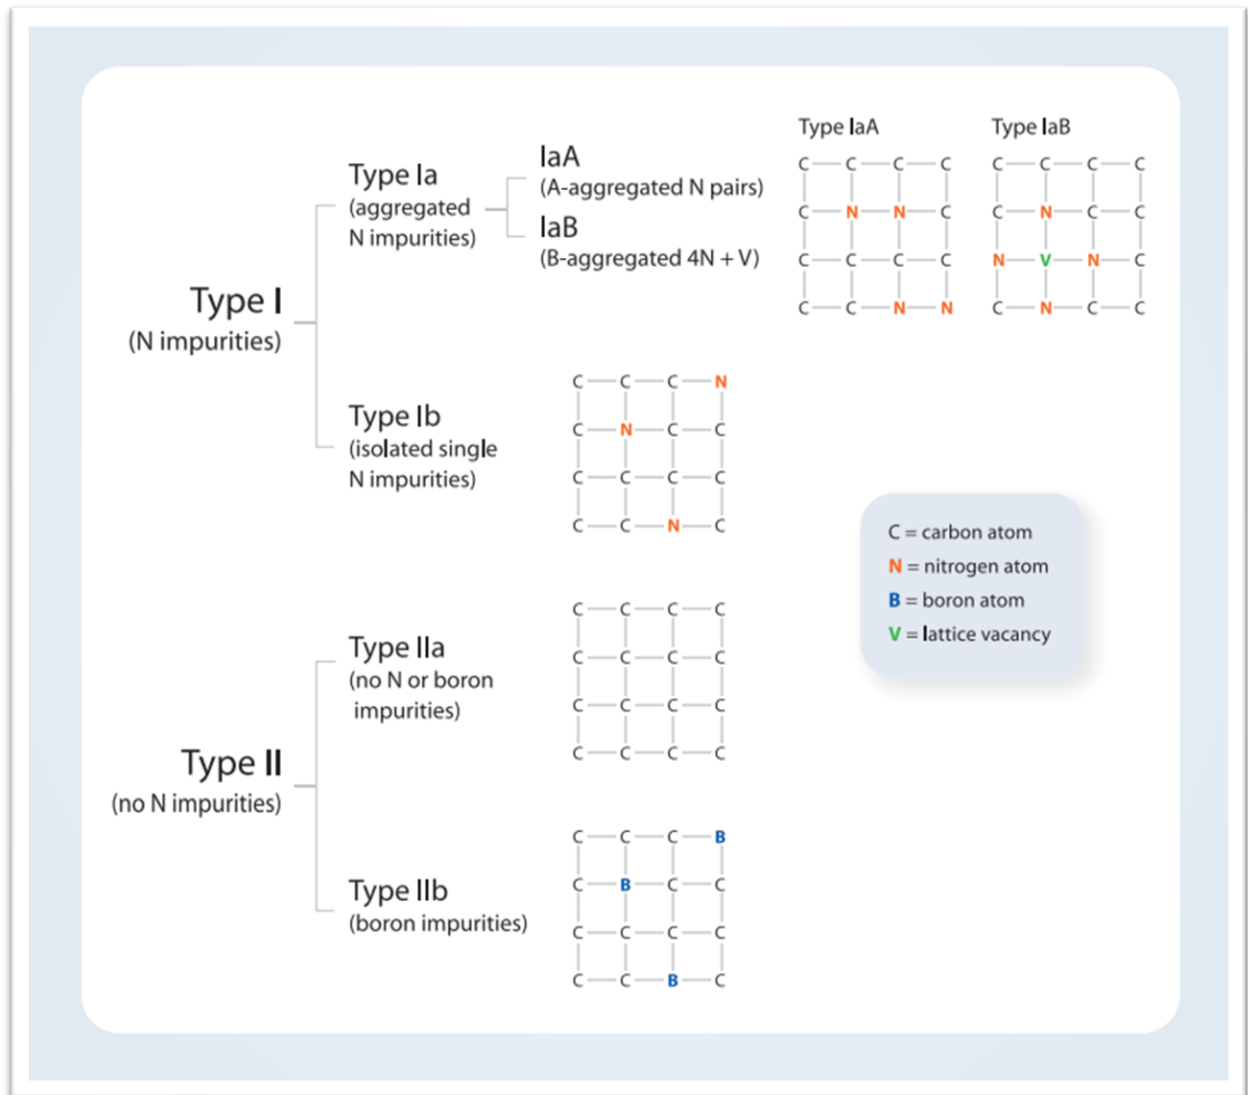 Type IaA
C C C C
C N N C
C C C C
C C N N
Type IaB
C C C C
C N C C
N V N C
C N C C
Type Ia
(aggregated
N impurities)
IaA
(A-aggregated N pairs)
IaB
(B-aggregated 4N + V)
Type I
(N impurities)
Type Ib
(isolated single
N impurities)
C C C N
C N C C
C C C C
C C N C
C = carbon atom
N = nitrogen atom
B = boron atom
V = lattice vacancy
Type IIa
(no N or boron
impurities)
C C C C
C C C C
C C C C
C C C C
Type II
(no N impurities)
Type IIb
(boron impurities)
C C C B
C B C C
C C C C
C C B C